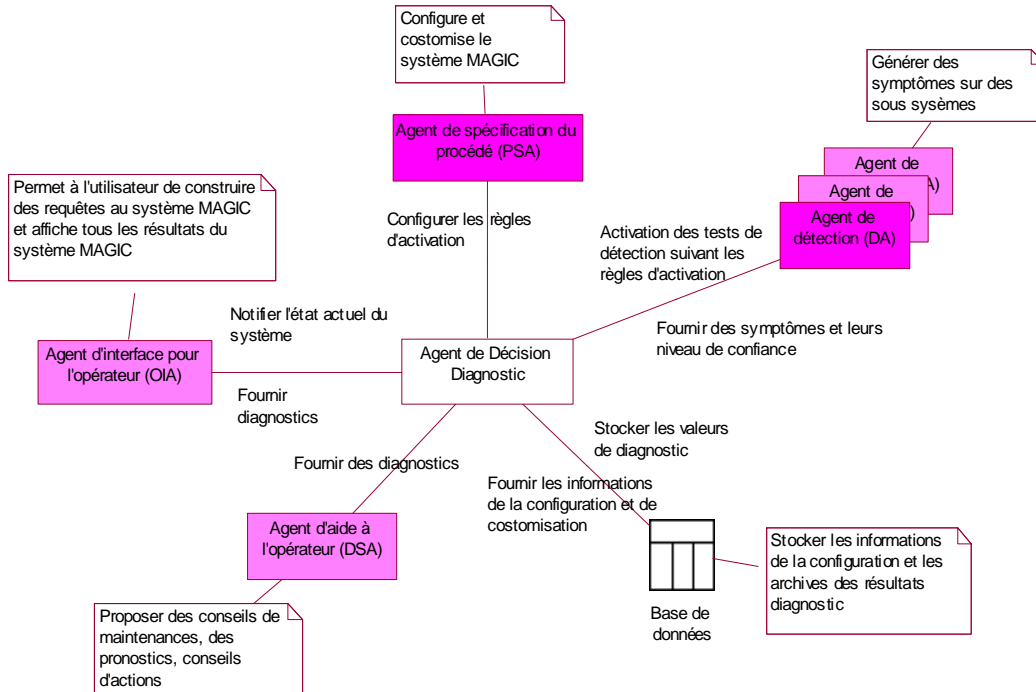 Configure et
costomise le
système MAGIC
Générer des
symptômes sur des
sous sysèmes
Agent de spécification du
procédé (PSA)
Agent de
A)
Agent de
)
Agent de
détection (DA)
Permet à l'utilisateur de construire
des requêtes au système MAGIC
et affiche tous les résultats du
système MAGIC
Configurer les règles
d'activation
Activation des tests de
détection suivant les
règles d'activation
Notifier l'état actuel du
système
Fournir des symptômes et leurs
niveau de confiance
Agent d'interface pour
l'opérateur (OIA)
Agent de Décision
Diagnostic
Fournir
diagnostics
Stocker les valeurs
de diagnostic
Fournir des diagnostics
Fournir les informations
de la configuration et de
costomisation
Agent d'aide à
l'opérateur (DSA)
Stocker les informations
de la configuration et les
archives des résultats
diagnostic
Base de
données
Proposer des conseils de
maintenances, des
pronostics, conseils
d'actions